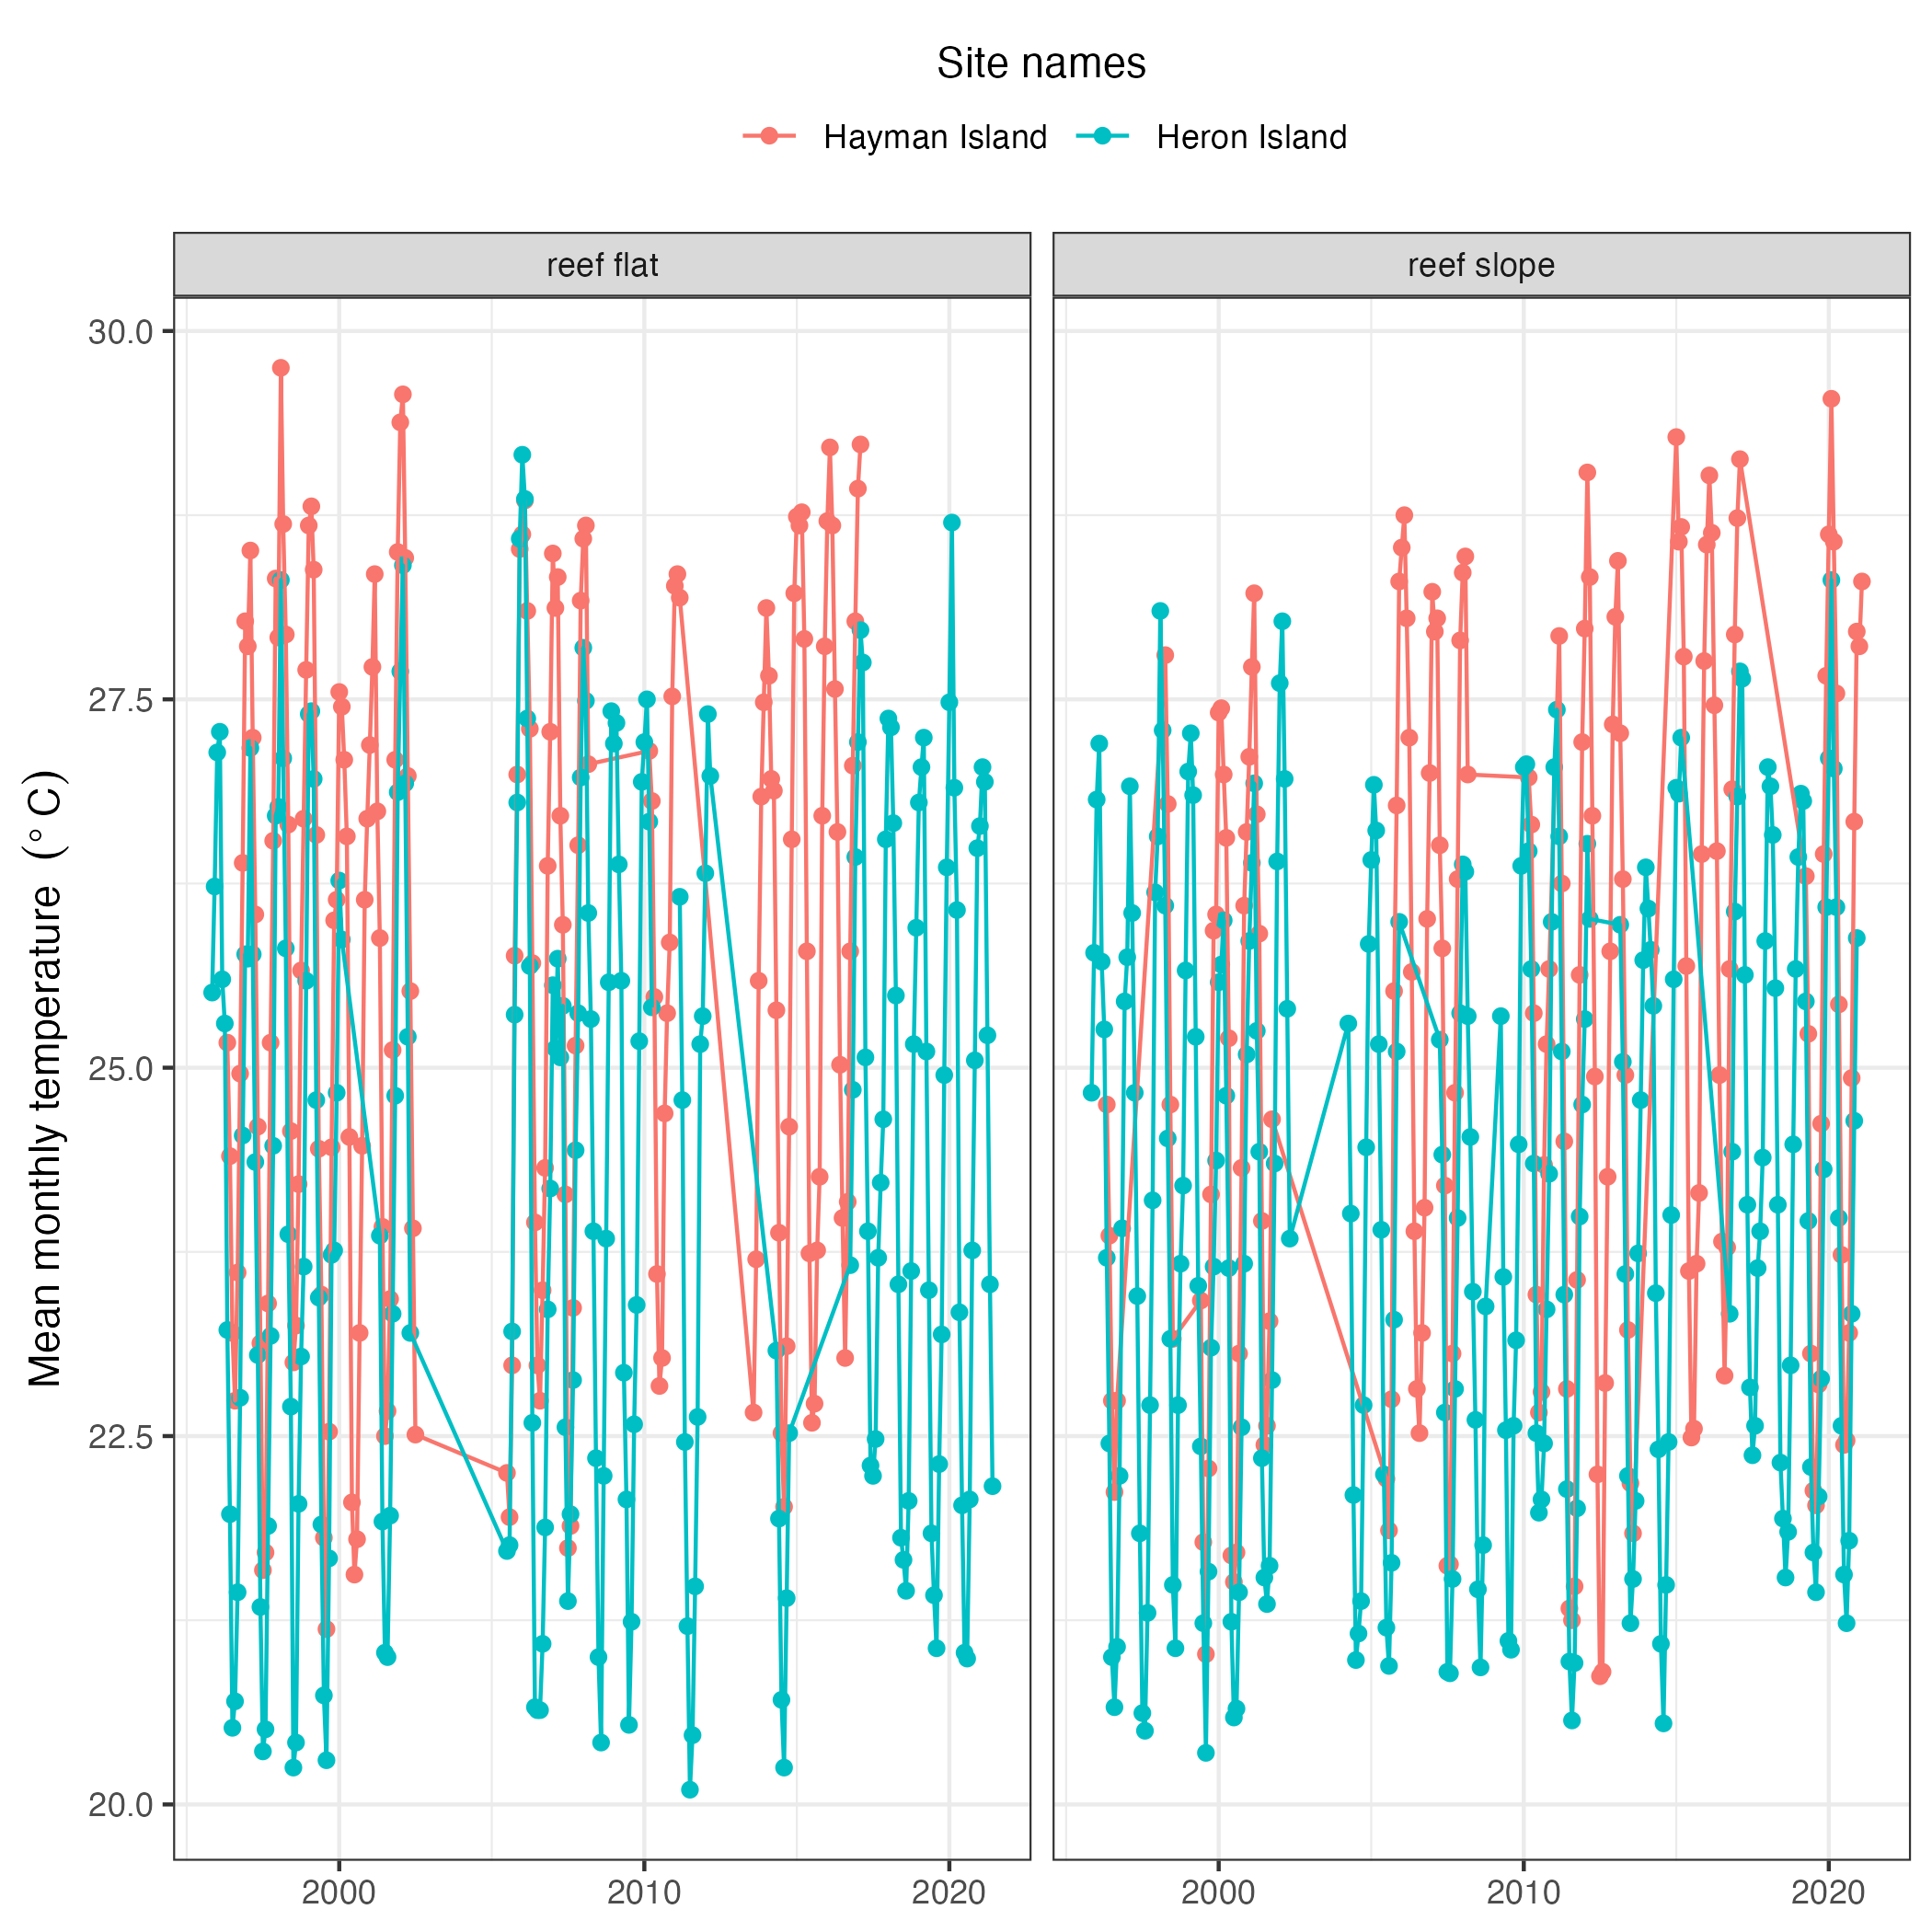 Site names
Hayman Island Heron Island
reef flat reef slope
Mean monthly temperature (° C)
30.0
27.5
25.0
22.5
20.0
2000 2010 2020 2000 2010 2020